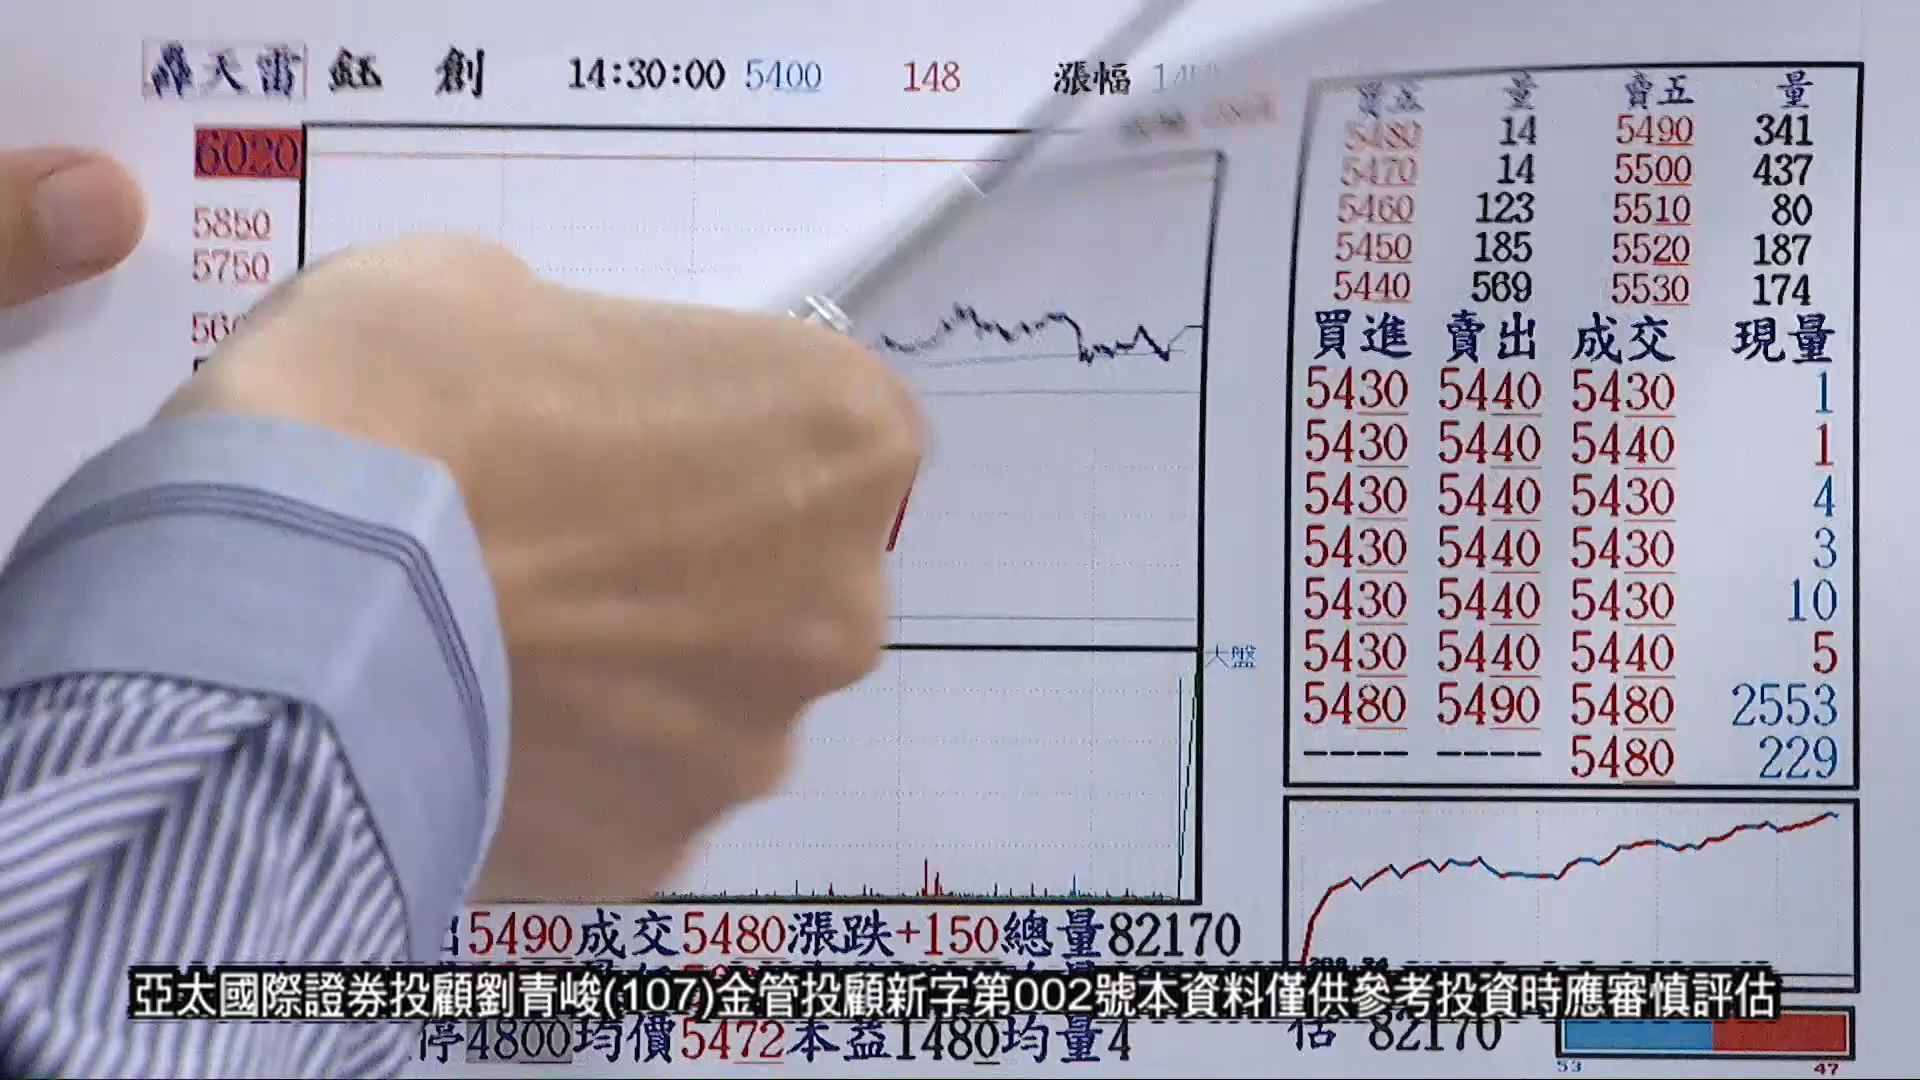 轟天雷 鈺 創 14:30:00 5400 148 漲幅
6020
5850
5750
買五 量 賣五 量
5480 14 5490 341
5470 14 5500 437
5460 123 5510 80
5450 185 5520 187
5440 569 5530 174
買進 賣出 成交 現量
5430 5440 5430 1
5430 5440 5440 1
5430 5440 5430 4
5430 5440 5430 3
5430 5440 5430 10
5430 5440 5440 5
5480 5490 5480 2553
---- ---- 5480 229
大盤
5490成交5480漲跌+150總量82170
亞太國際證券投顧劉青峻(107)金管投顧新字第002號本資料僅供參考投資時應審慎評估
停4800均價5472本益1480均量4
估 82170
53 47